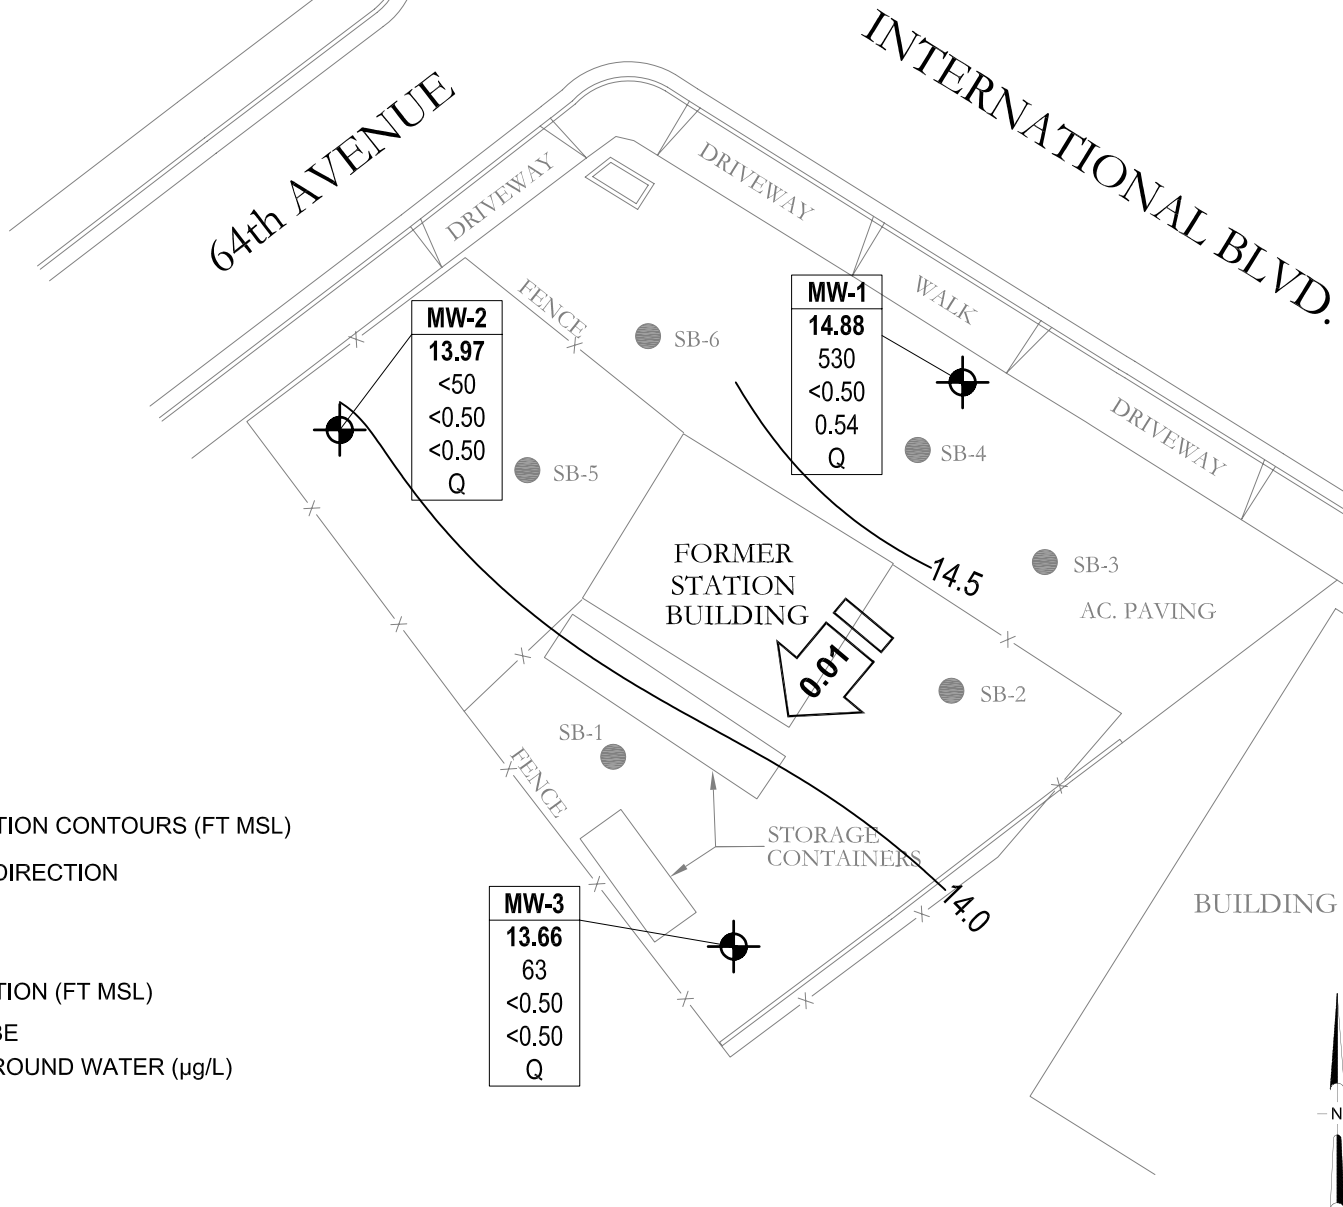 INTERNATIONAL BLVD.
64th AVENUE
DRIVEWAY
DRIVEWAY
WALK
DRIVEWAY
FENCE
MW-2
13.97
<50
<0.50
<0.50
Q
SB-6
MW-1
14.88
530
<0.50
0.54
Q
SB-4
SB-5
FORMER
STATION
BUILDING
14.5
SB-3
AC. PAVING
0.01
SB-2
SB-1
FENCE
STORAGE
CONTAINERS
14.0
BUILDING
MW-3
13.66
63
<0.50
<0.50
Q
TION CONTOURS (FT MSL)
DIRECTION
TION (FT MSL)
BE
ROUND WATER (µg/L)
N